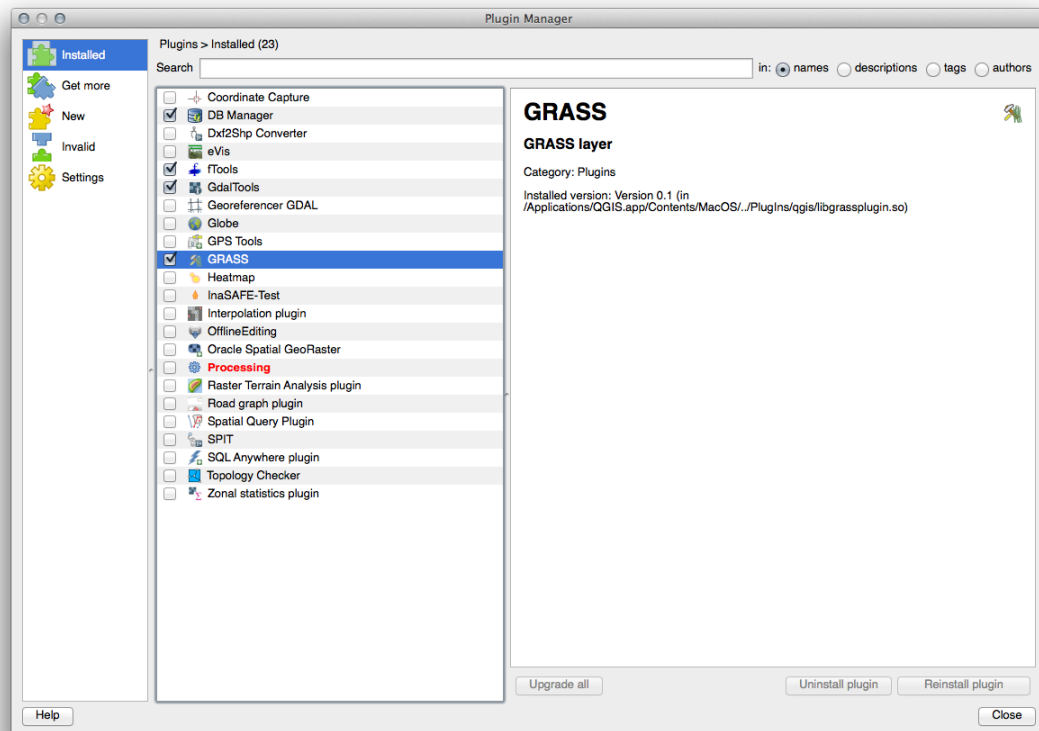 Plugin Manager
Installed
Get more
New
Invalid
Settings
Help
Plugins > Installed (23)
Search
in: names descriptions tags authors
Coordinate Capture
DB Manager
Dxf2Shp Converter
eVis
fTools
GdalTools
Georeferencer GDAL
Globe
GPS Tools
GRASS
Heatmap
InaSAFE-Test
Interpolation plugin
OfflineEditing
Oracle Spatial GeoRaster
Processing
Raster Terrain Analysis plugin
Road graph plugin
Spatial Query Plugin
SPIT
SQL Anywhere plugin
Topology Checker
Zonal statistics plugin
GRASS
GRASS layer
Category: Plugins
Installed version: Version 0.1 (in
/Applications/QGIS.app/Contents/MacOS/../PlugIns/qgis/libgrassplugin.so)
Upgrade all
Uninstall plugin
Reinstall plugin
Close